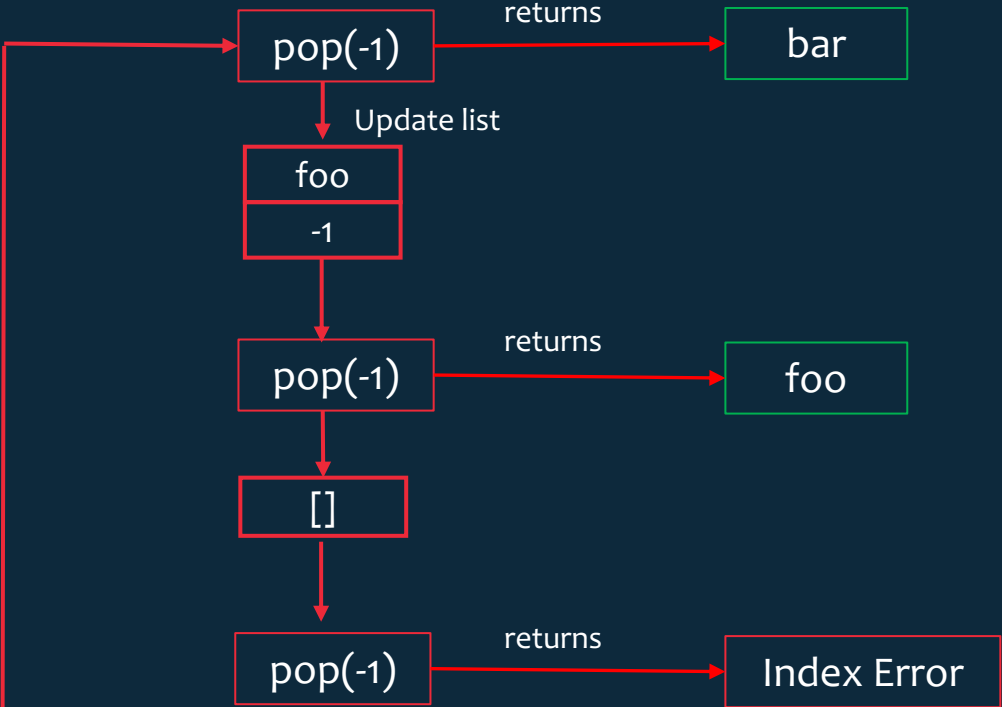 returns
pop(-1)
bar
Update list
foo
-1
returns
pop(-1)
foo
[]
returns
pop(-1)
Index Error